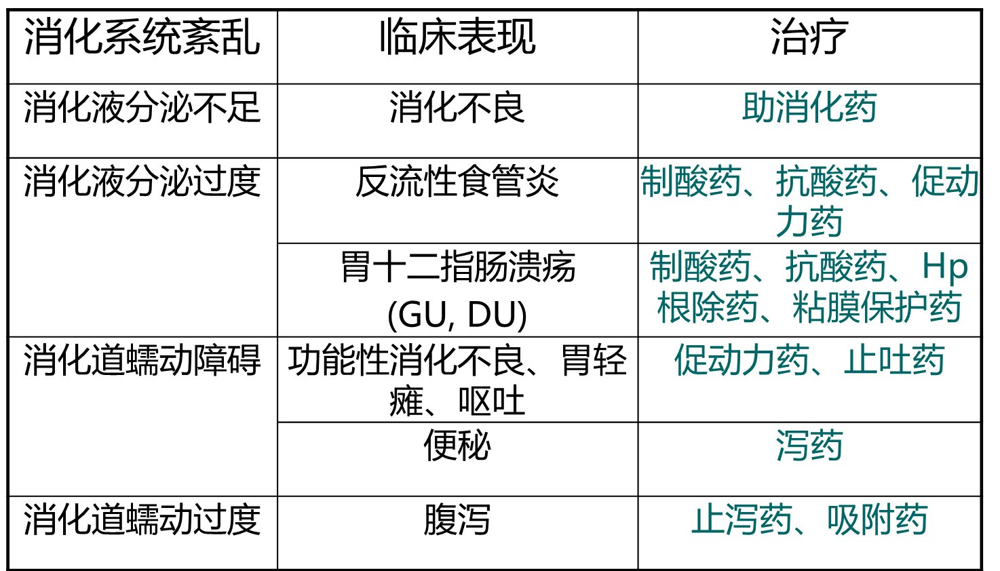 消化系统紊乱
临床表现
治疗
消化液分泌不足
消化不良
助消化药
消化液分泌过度
反流性食管炎
制酸药、抗酸药、促动
力药
胃十二指肠溃疡
(GU, DU)
制酸药、抗酸药、Hp
根除药、粘膜保护药
消化道蠕动障碍
功能性消化不良、胃轻
瘫、呕吐
促动力药、止吐药
便秘
泻药
消化道蠕动过度
腹泻
止泻药、吸附药